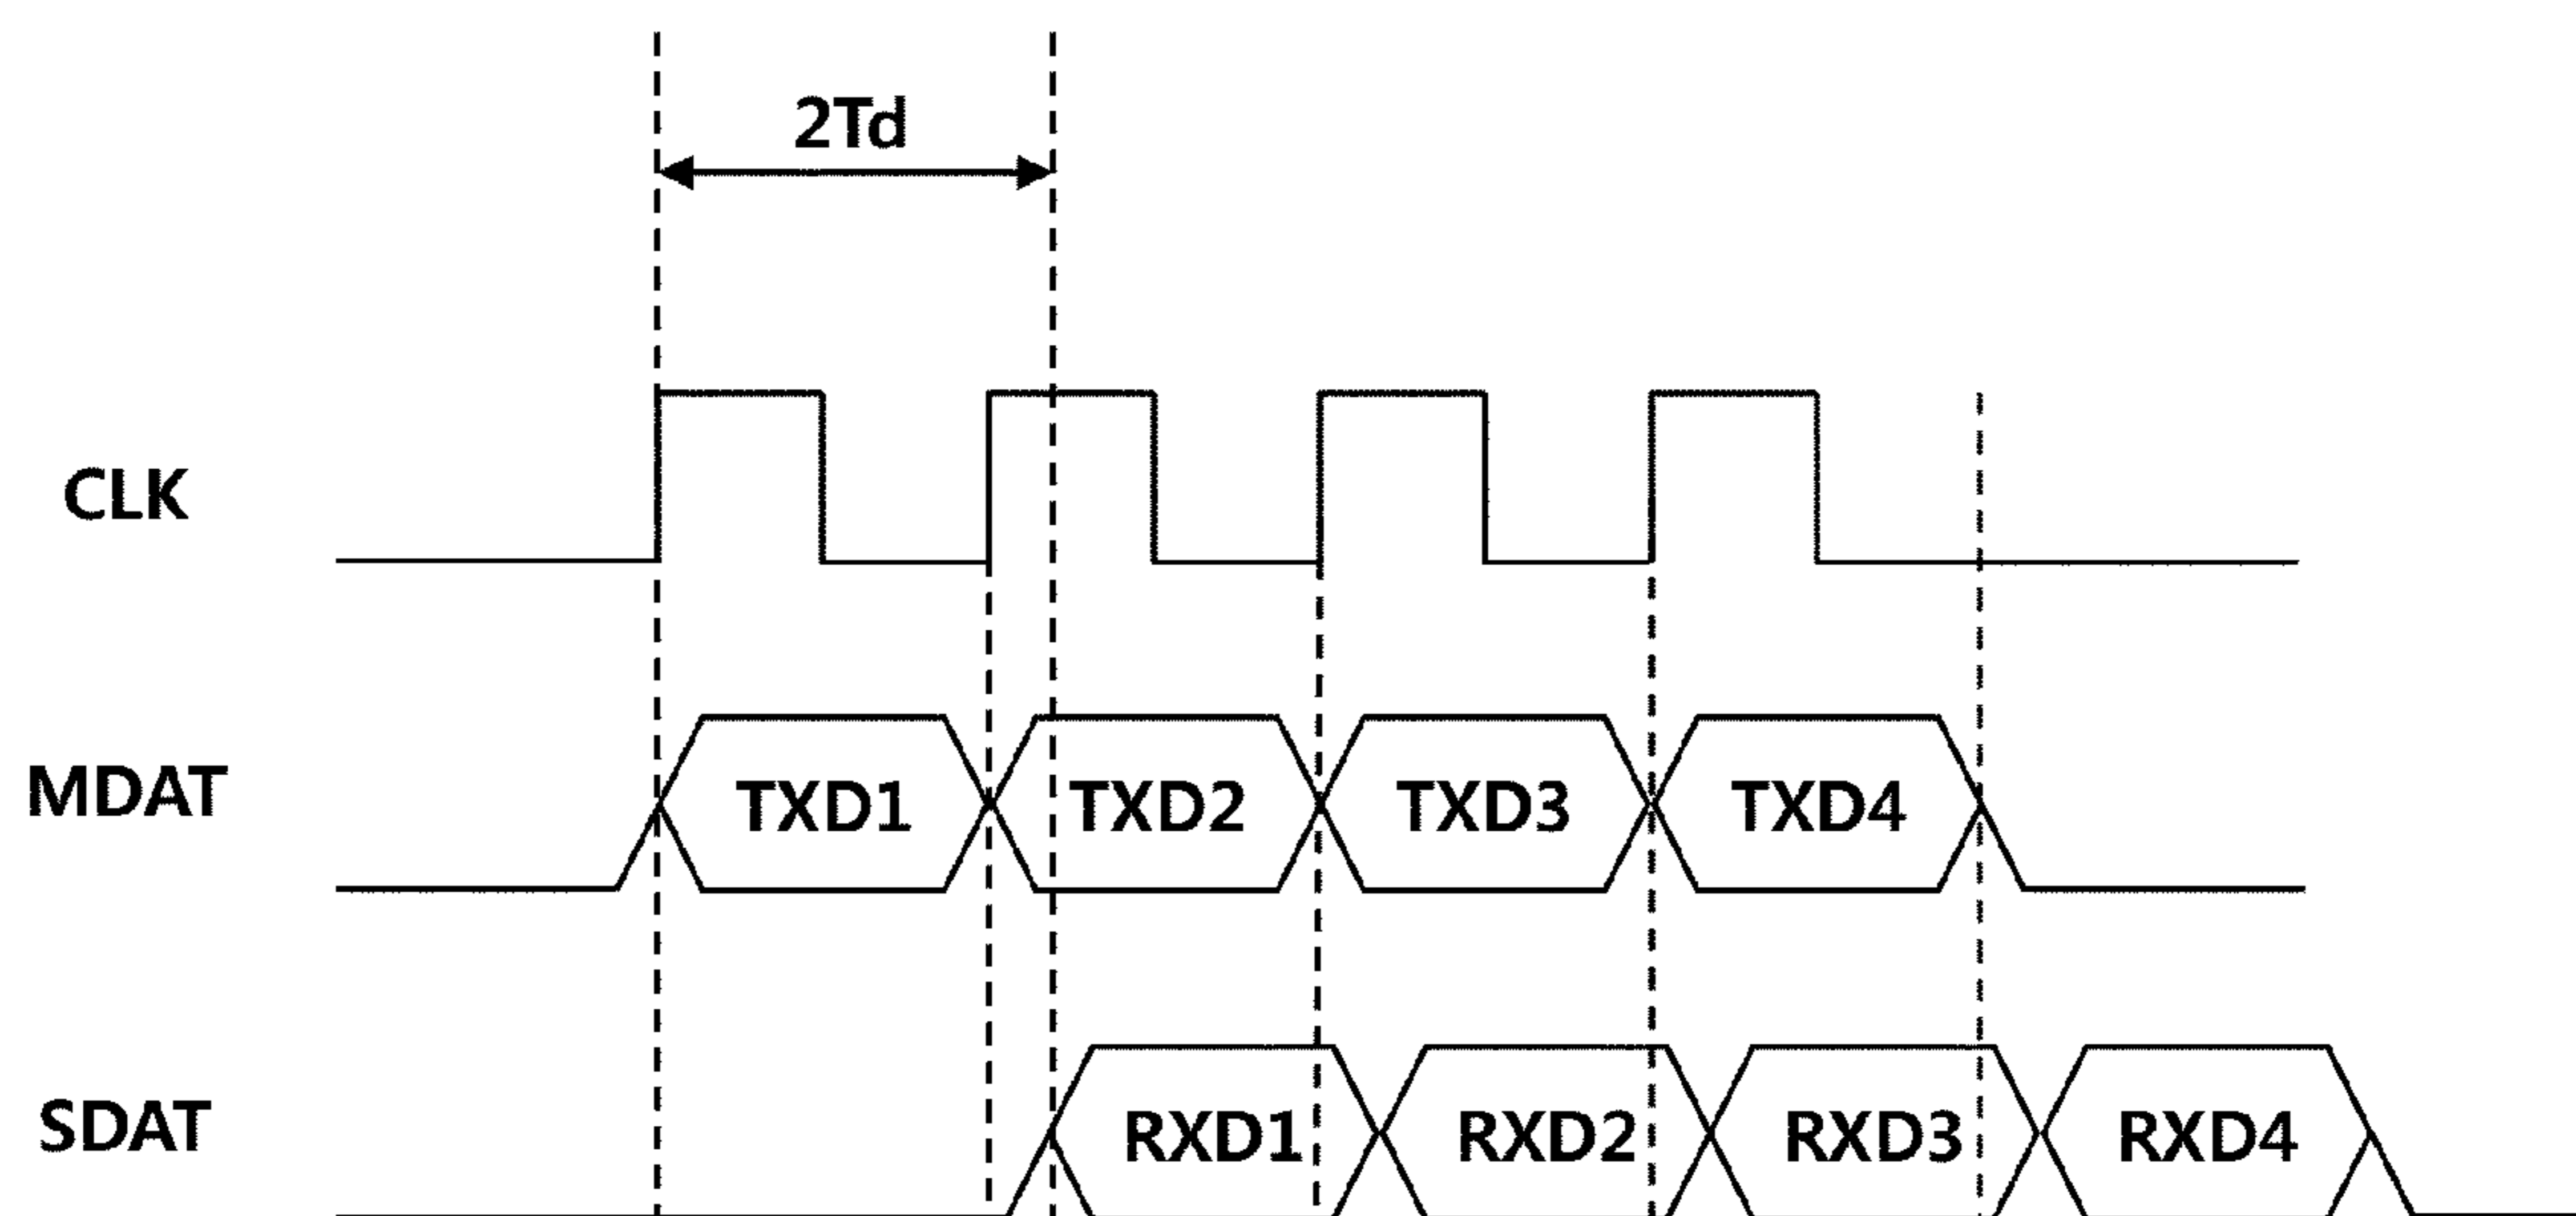 2Td
CLK
MDAT TXD1 TXD2 TXD3 TXD4
SDAT RXD1 RXD2 RXD3 RXD4